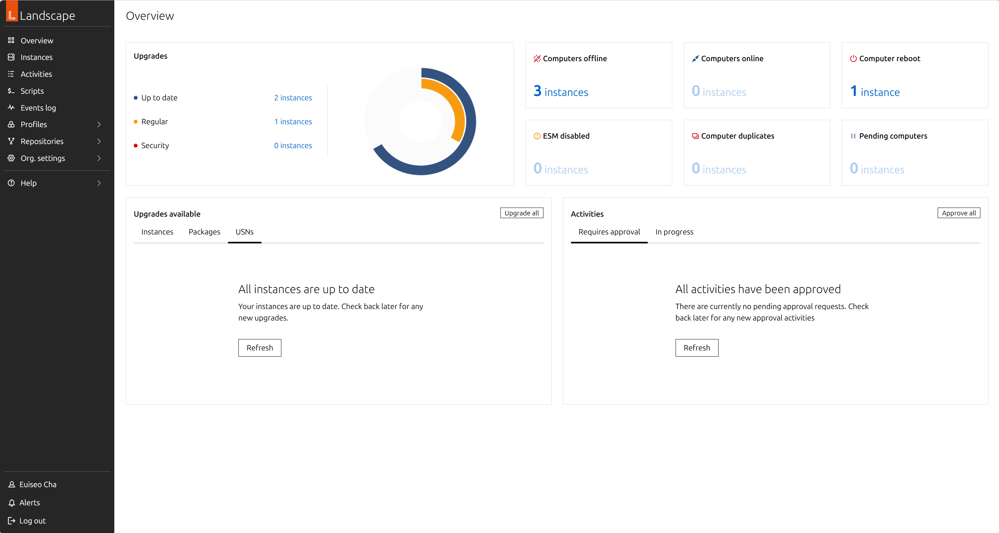 Landscape
Overview
Instances
Activities
Scripts
Events log
Profiles
Repositories
Org. settings
Help
Euiseo Cha
Alerts
Log out
Overview
Upgrades
Up to date 2 instances
Regular 1 instances
Security 0 instances
Computers offline
3 instances
Computers online
0 instances
Computer reboot
1 instance
ESM disabled
0 instances
Computer duplicates
0 instances
Pending computers
0 instances
Upgrades available Upgrade all
Instances Packages USNs
All instances are up to date
Your instances are up to date. Check back later for any
new upgrades.
Refresh
Activities Approve all
Requires approval In progress
All activities have been approved
There are currently no pending approval requests. Check
back later for any new approval activities
Refresh